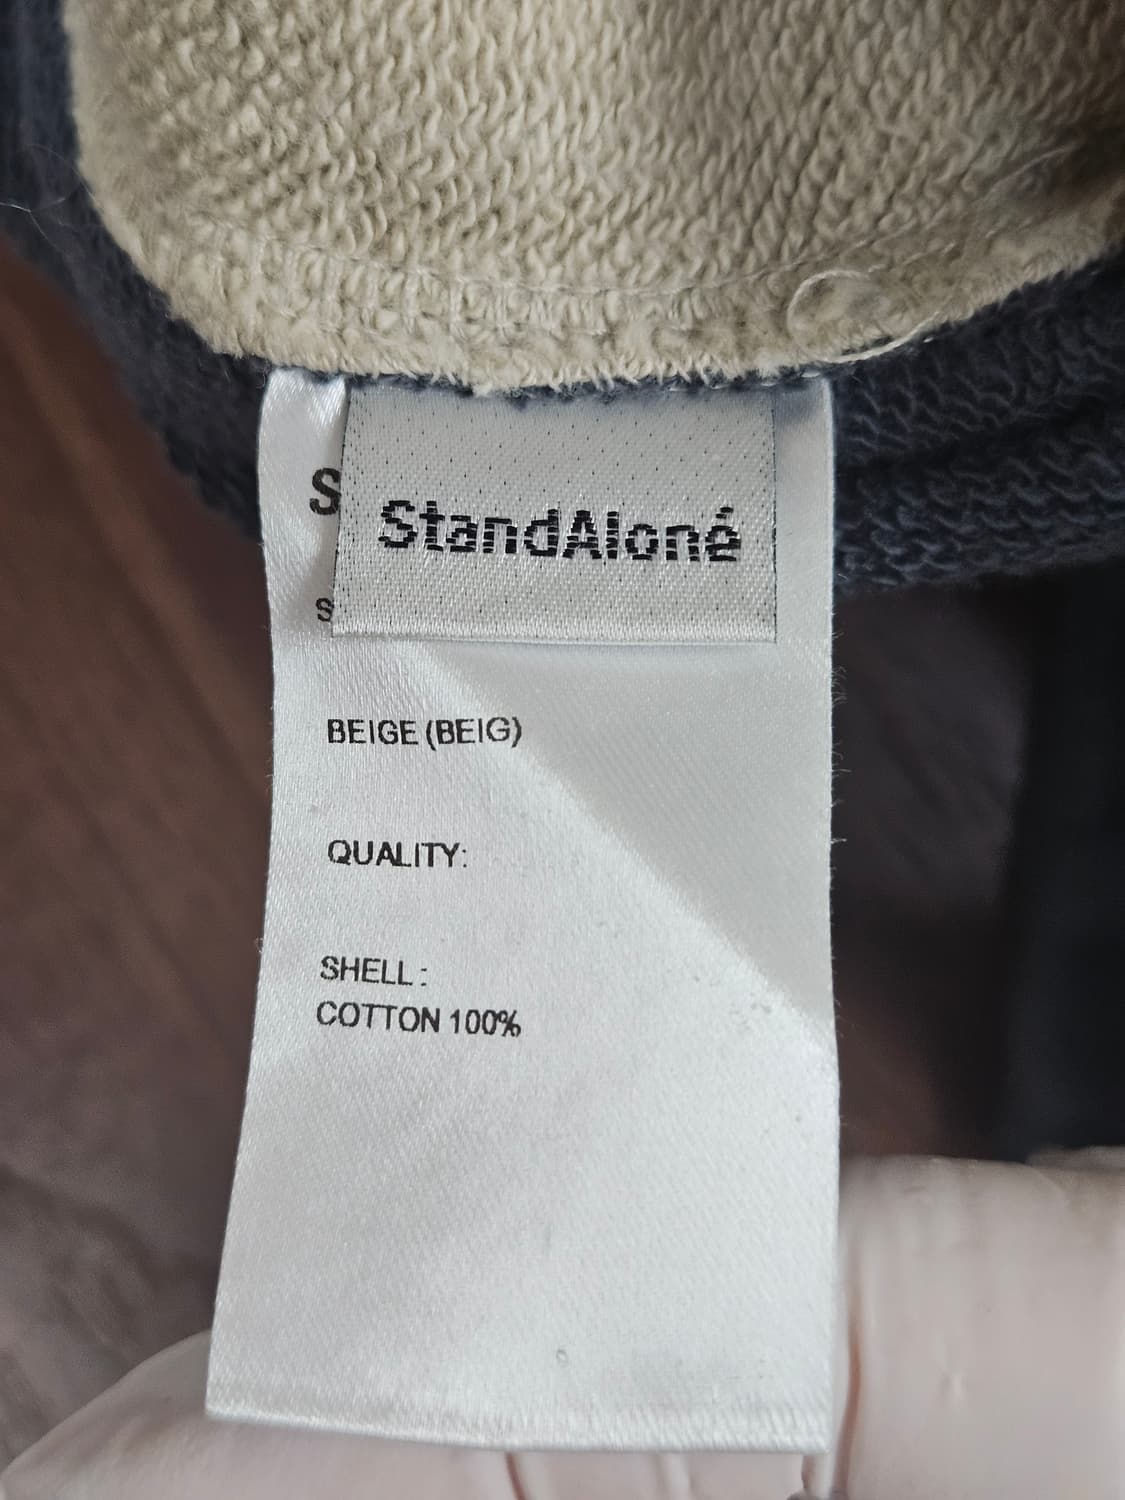 StandAloné
S
S
BEIGE (BEIG)
QUALITY:
SHELL :
COTTON 100%